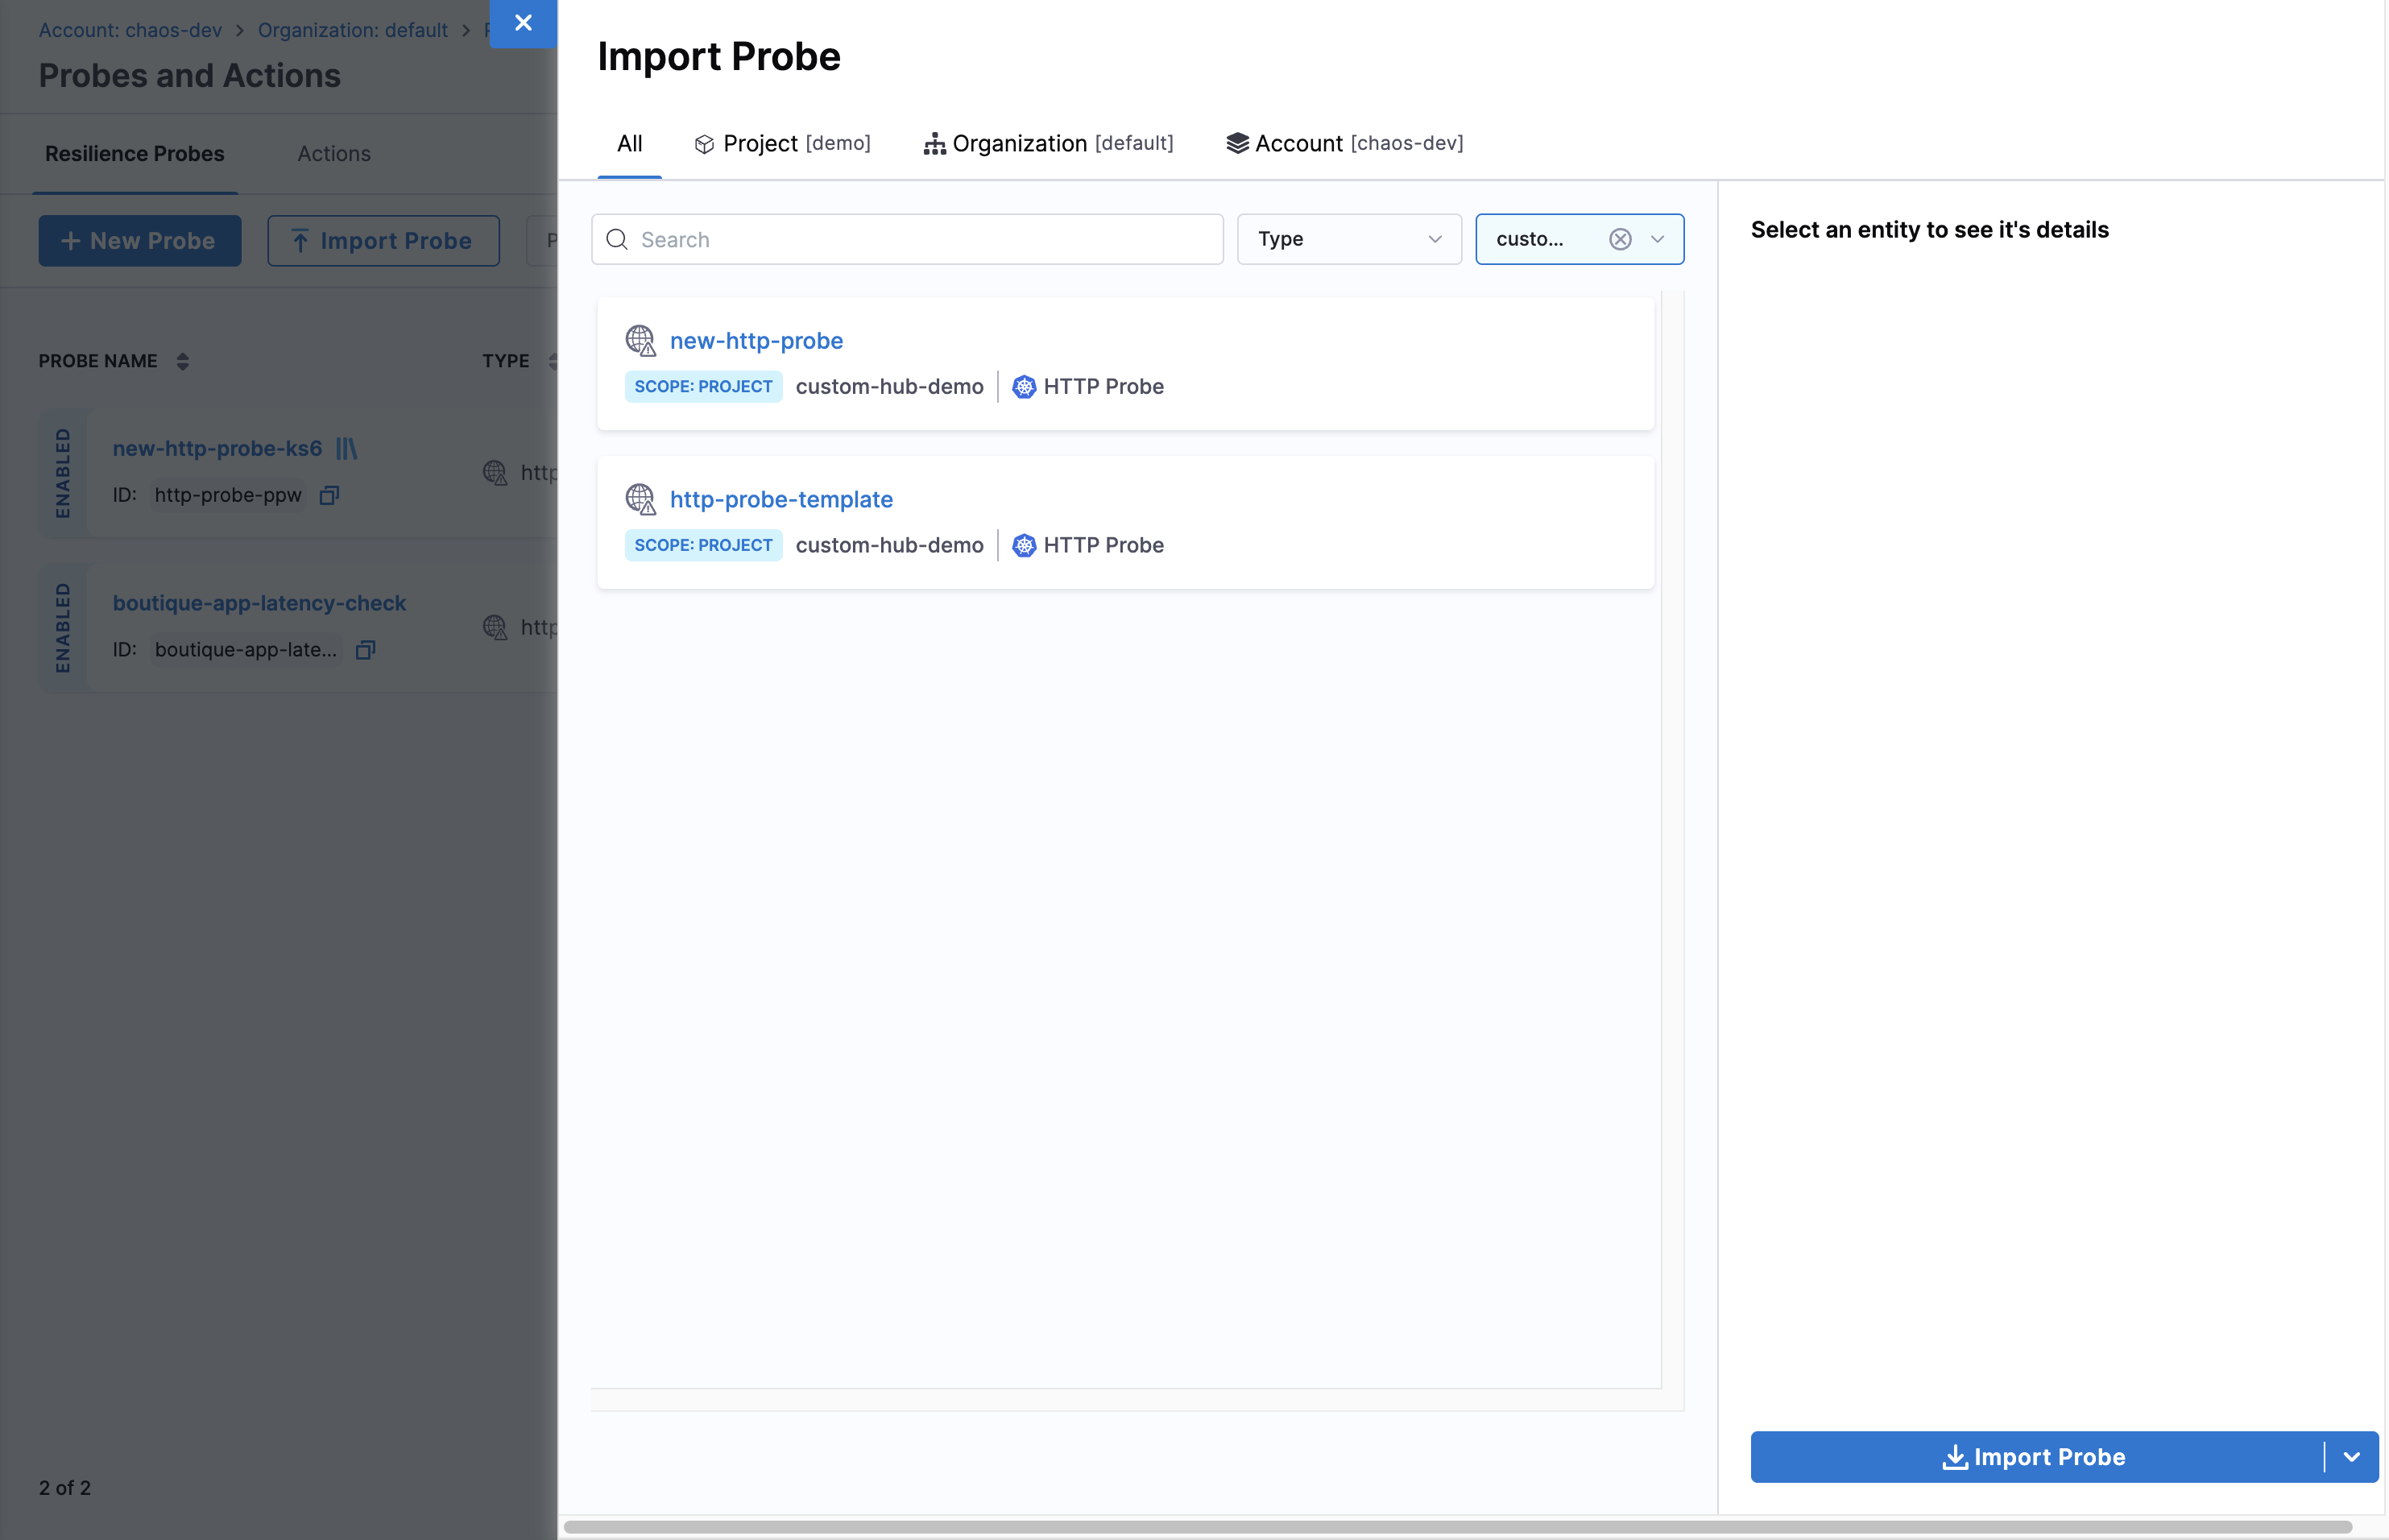 Account: chaos-dev > Organization: default >
Probes and Actions
Resilience Probes
Actions
+ New Probe
Import Probe
PROBE NAME
TYPE
ENABLED
new-http-probe-ks6
ID: http-probe-ppw
http
ENABLED
boutique-app-latency-check
ID: boutique-app-late...
http
2 of 2
Import Probe
All
Project [demo]
Organization [default]
Account [chaos-dev]
Search
Type
custo...
new-http-probe
SCOPE: PROJECT custom-hub-demo | HTTP Probe
http-probe-template
SCOPE: PROJECT custom-hub-demo | HTTP Probe
Select an entity to see it's details
Import Probe